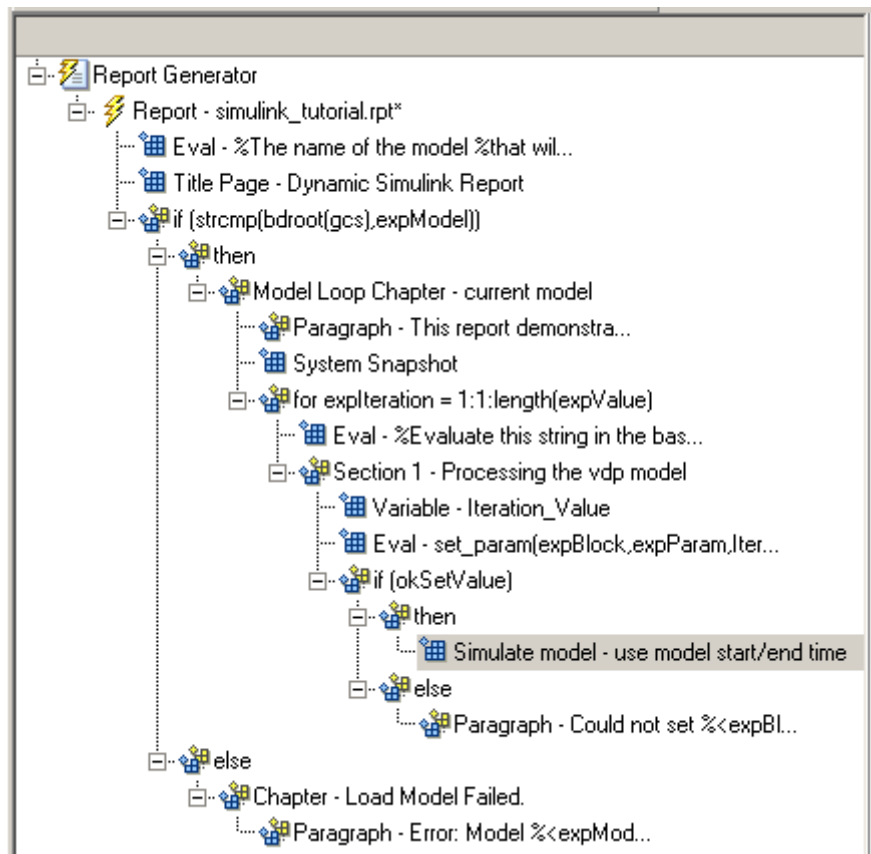 Report Generator
Report - simulink_tutorial.rpt*
Eval - %The name of the model %that wil...
Title Page - Dynamic Simulink Report
if (strcmp(bdroot(gcs),expModel))
then
Model Loop Chapter - current model
Paragraph - This report demonstra...
System Snapshot
for expIteration = 1:1:length(expValue)
Eval - %Evaluate this string in the bas...
Section 1 - Processing the vdp model
Variable - Iteration_Value
Eval - set_param(expBlock,expParam,Iter...
if (okSetValue)
then
Simulate model - use model start/end time
else
Paragraph - Could not set %<expBl...
else
Chapter - Load Model Failed.
Paragraph - Error: Model %<expMod...